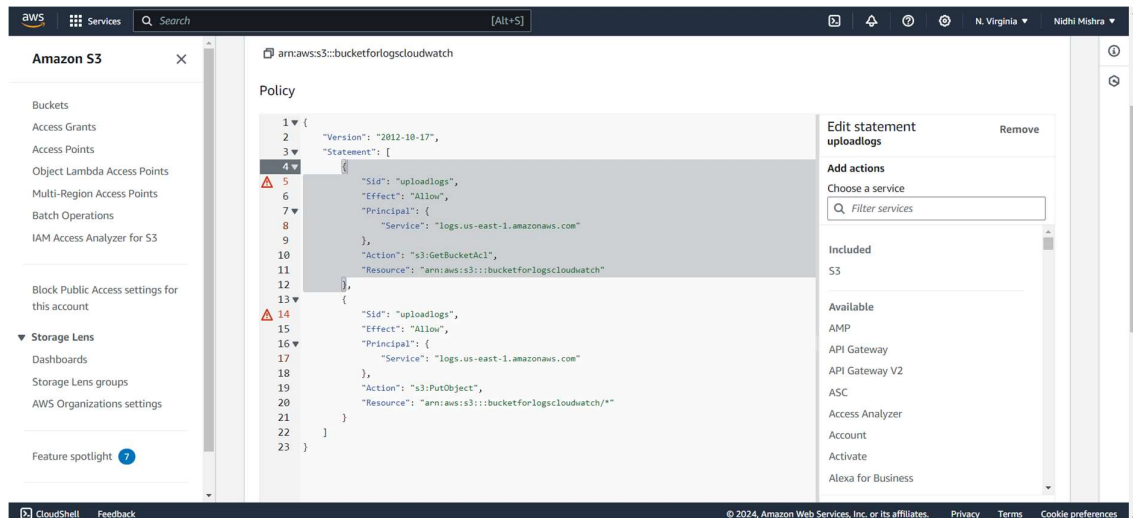 aws
Services
Search
[Alt+S]
N. Virginia
Nidhi Mishra
Amazon S3
Buckets
Access Grants
Access Points
Object Lambda Access Points
Multi-Region Access Points
Batch Operations
IAM Access Analyzer for S3
Block Public Access settings for
this account
Storage Lens
Dashboards
Storage Lens groups
AWS Organizations settings
Feature spotlight 7
arn:aws:s3:::bucketforlogscloudwatch
Policy
1 {
2 "Version": "2012-10-17",
3 "Statement": [
4 {
5 "Sid": "uploadlogs",
6 "Effect": "Allow",
7 "Principal": {
8 "Service": "logs.us-east-1.amazonaws.com"
9 },
10 "Action": "s3:GetBucketAcl",
11 "Resource": "arn:aws:s3:::bucketforlogscloudwatch"
12 },
13 {
14 "Sid": "uploadlogs",
15 "Effect": "Allow",
16 "Principal": {
17 "Service": "logs.us-east-1.amazonaws.com"
18 },
19 "Action": "s3:PutObject",
20 "Resource": "arn:aws:s3:::bucketforlogscloudwatch/*"
21 }
22 ]
23 }
Edit statement
Remove
uploadlogs
Add actions
Choose a service
Filter services
Included
S3
Available
AMP
API Gateway
API Gateway V2
ASC
Access Analyzer
Account
Activate
Alexa for Business
CloudShell
Feedback
© 2024, Amazon Web Services, Inc. or its affiliates.
Privacy
Terms
Cookie preferences